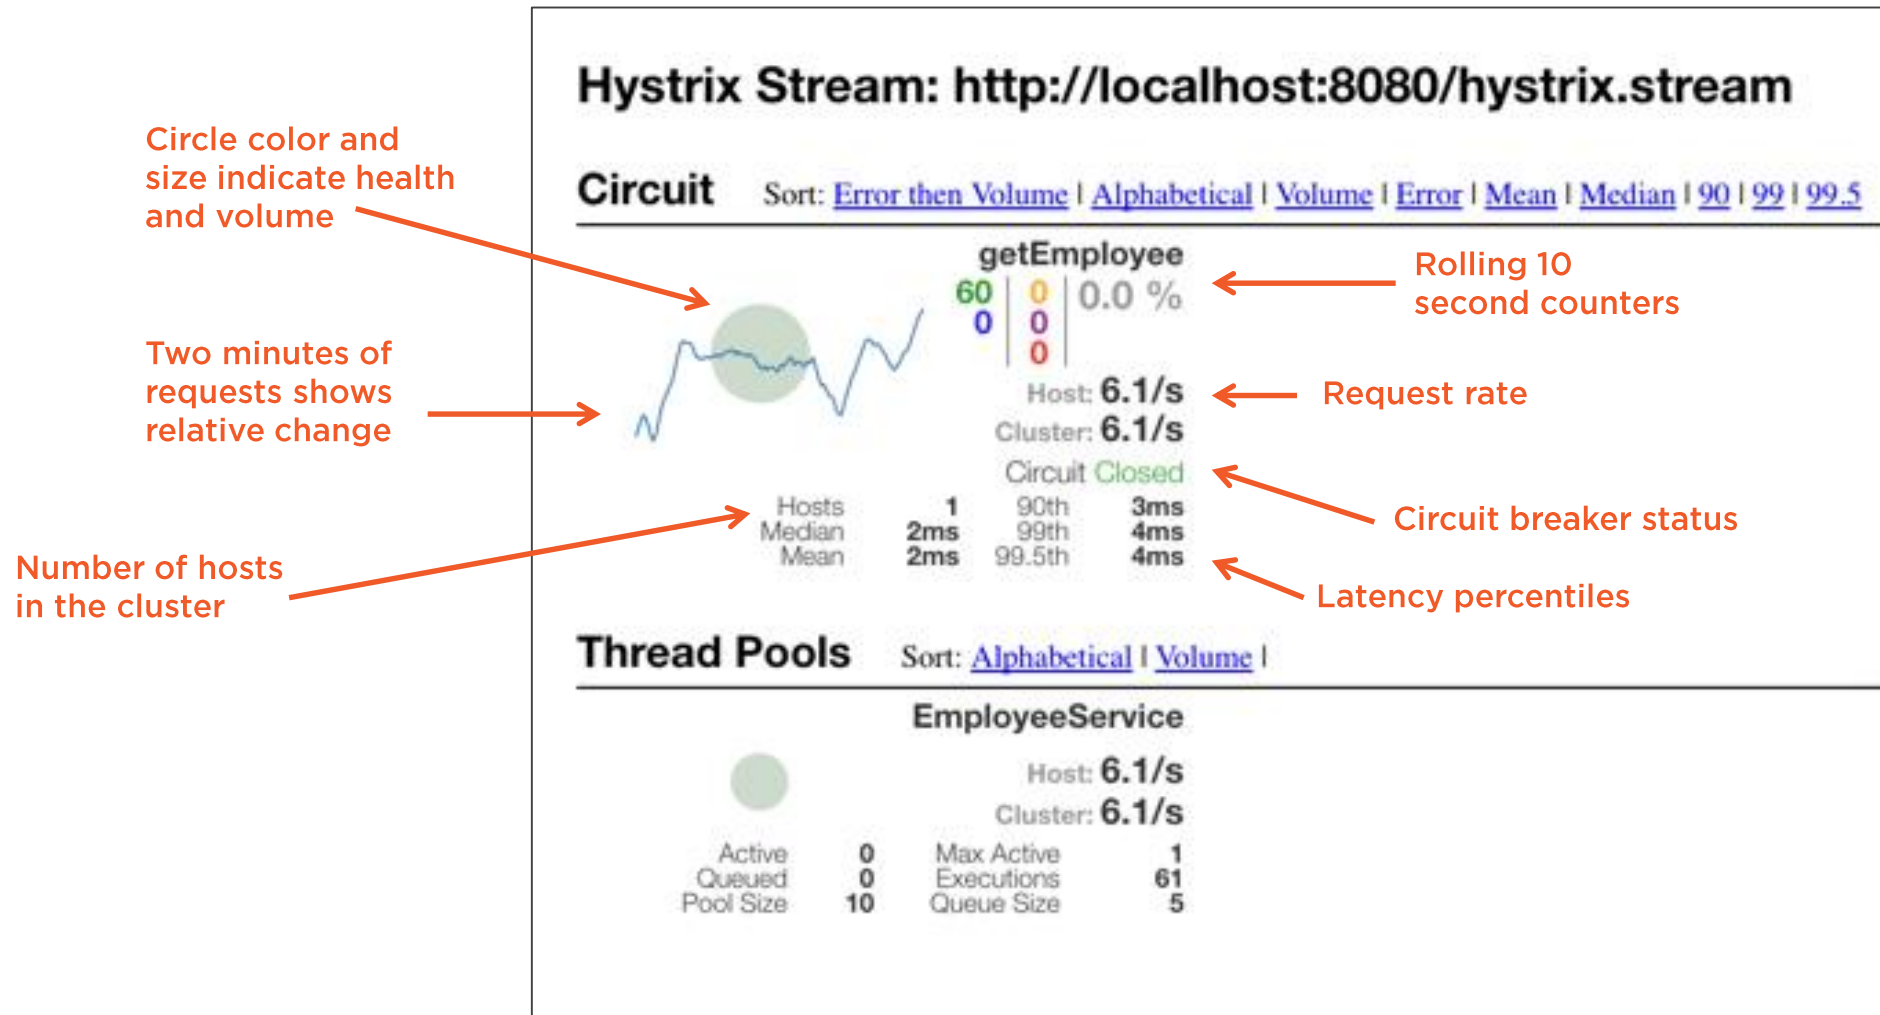 Hystrix Stream: http://localhost:8080/hystrix.stream
Circle color and
size indicate health
and volume
Circuit Sort: Error then Volume | Alphabetical | Volume | Error | Mean | Median | 90 | 99 | 99.5
getEmployee
60 0 0.0 %
0 0
0
Rolling 10
second counters
Two minutes of
requests shows
relative change
Host: 6.1/s
Request rate
Cluster: 6.1/s
Circuit Closed
Circuit breaker status
Hosts 1 90th 3ms
Median 2ms 99th 4ms
Mean 2ms 99.5th 4ms
Number of hosts
in the cluster
Latency percentiles
Thread Pools Sort: Alphabetical | Volume |
EmployeeService
Host: 6.1/s
Cluster: 6.1/s
Active 0 Max Active 1
Queued 0 Executions 61
Pool Size 10 Queue Size 5